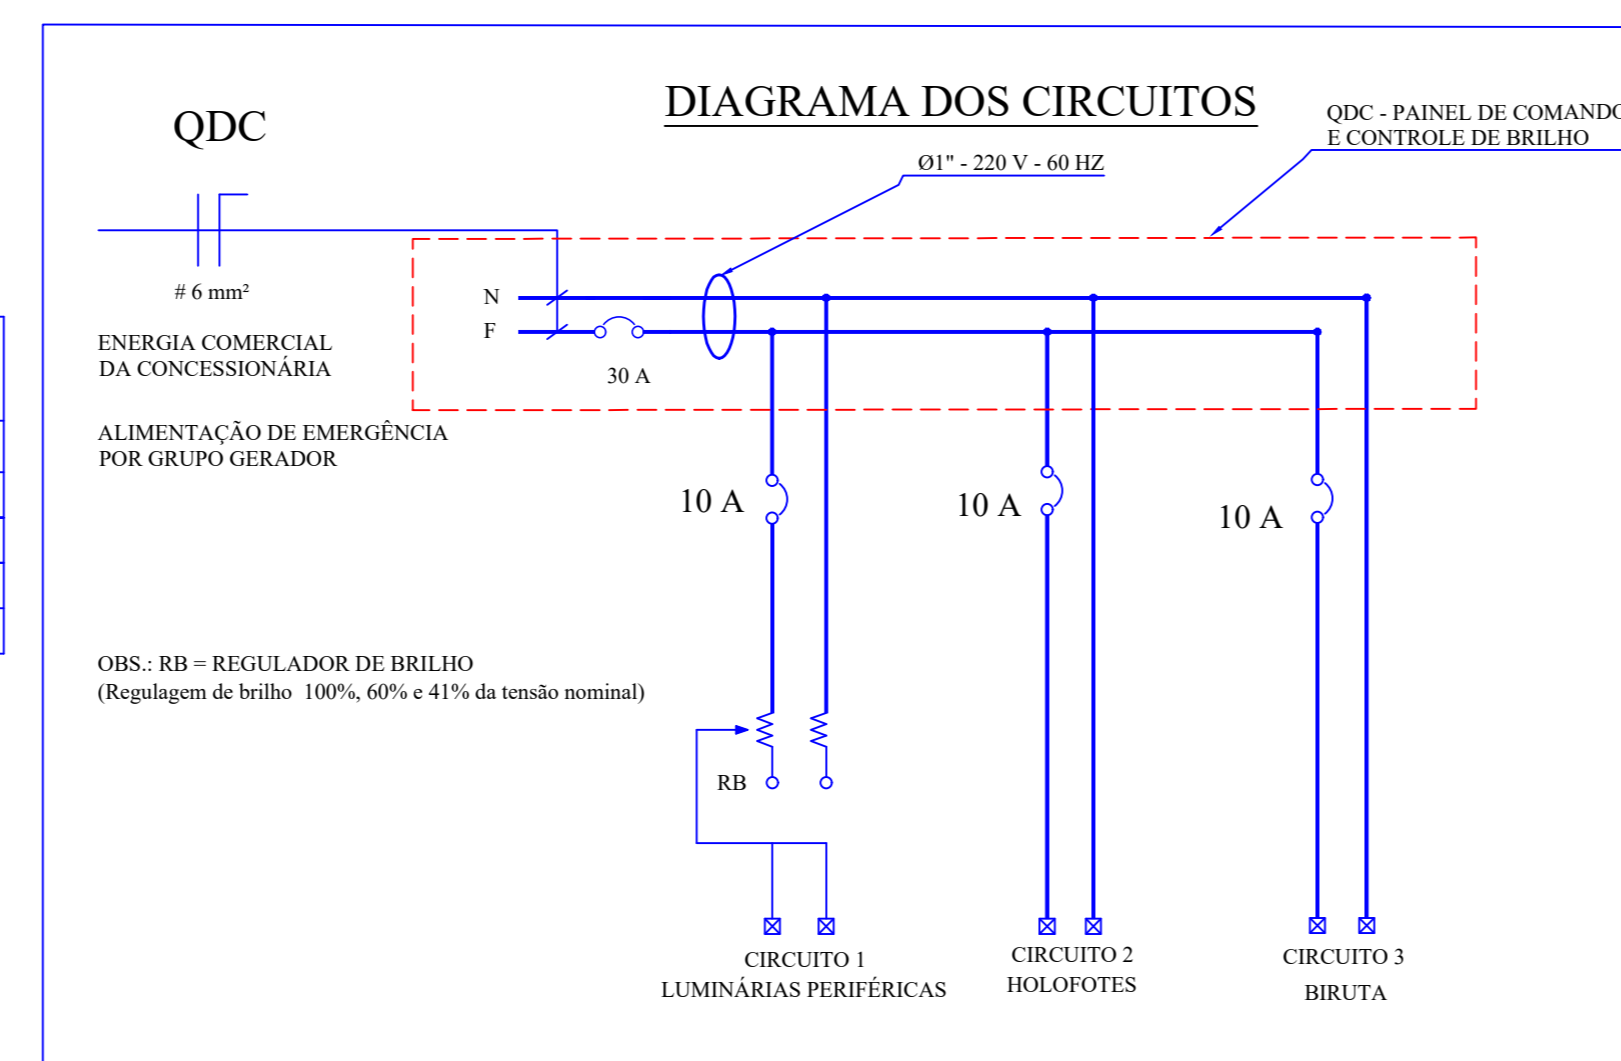 DIAGRAMA DOS CIRCUITOS
QDC
QDC - PAINEL DE COMANDO
E CONTROLE DE BRILHO
Ø1" - 220 V - 60 HZ
# 6 mm²
N
F
ENERGIA COMERCIAL
DA CONCESSIONÁRIA
30 A
ALIMENTAÇÃO DE EMERGÊNCIA
POR GRUPO GERADOR
10 A
10 A
10 A
OBS.: RB = REGULADOR DE BRILHO
(Regulagem de brilho 100%, 60% e 41% da tensão nominal)
RB
CIRCUITO 1
LUMINÁRIAS PERIFÉRICAS
CIRCUITO 2
HOLOFOTES
CIRCUITO 3
BIRUTA